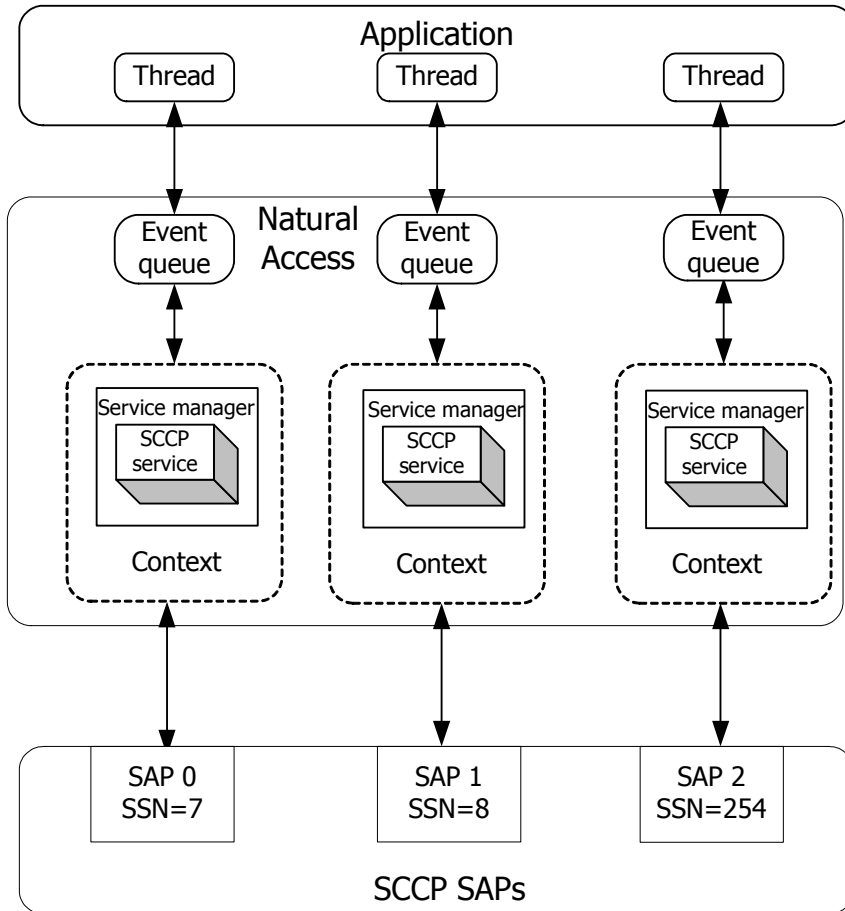 Application
Thread
Thread
Thread
Natural
Access
Event
queue
Event
queue
Event
queue
Service manager
SCCP
service
Context
Service manager
SCCP
service
Context
Service manager
SCCP
service
Context
SAP 0
SSN=7
SAP 1
SSN=8
SAP 2
SSN=254
SCCP SAPs